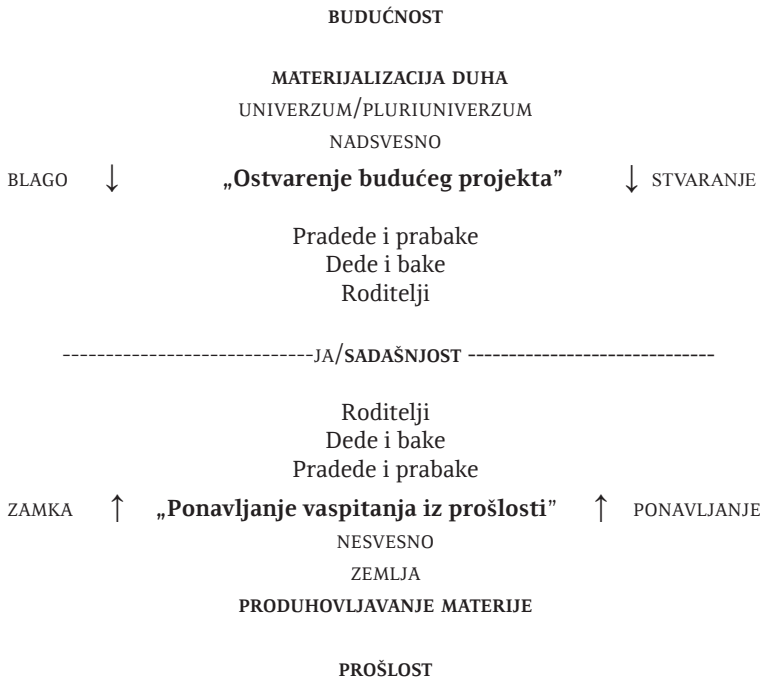 BUDUĆNOST
MATERIJALIZACIJA DUHA
UNIVERZUM/PLURIUNIVERZUM
NADSVESNO
BLAGO ↓ „Ostvarenje budućeg projekta” ↓ STVARANJE
Pradede i prabake
Dede i bake
Roditelji
-----------------------------JA/SADAŠNJOST -----------------------------
Roditelji
Dede i bake
Pradede i prabake
ZAMKA ↑ „Ponavljanje vaspitanja iz prošlosti” ↑ PONAVLJANJE
NESVESNO
ZEMLJA
PRODUHOVLJAVANJE MATERIJE
PROŠLOST